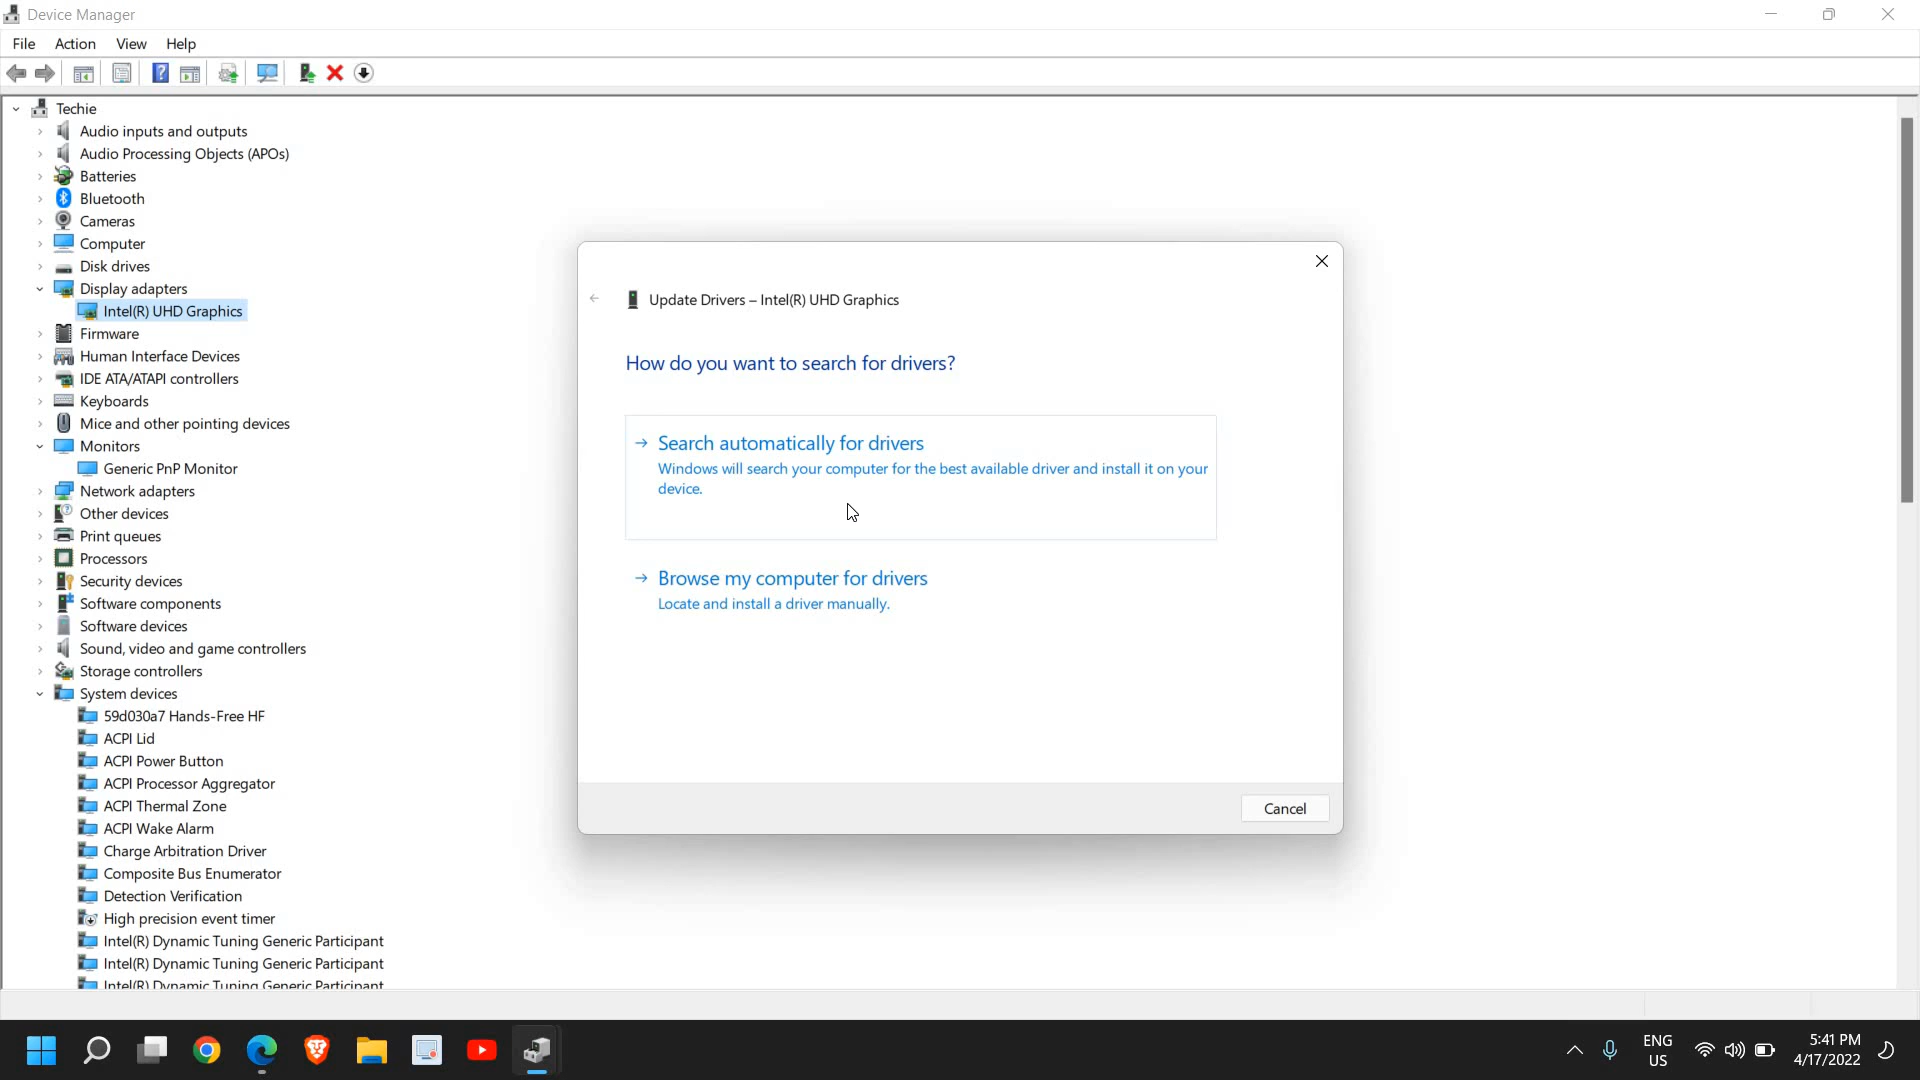 Device Manager
File Action View Help
Techie
Audio inputs and outputs
Audio Processing Objects (APOs)
Batteries
Bluetooth
Cameras
Computer
Disk drives
Display adapters
Intel(R) UHD Graphics
Firmware
Human Interface Devices
IDE ATA/ATAPI controllers
Keyboards
Mice and other pointing devices
Monitors
Generic PnP Monitor
Network adapters
Other devices
Print queues
Processors
Security devices
Software components
Software devices
Sound, video and game controllers
Storage controllers
System devices
59d030a7 Hands-Free HF
ACPI Lid
ACPI Power Button
ACPI Processor Aggregator
ACPI Thermal Zone
ACPI Wake Alarm
Charge Arbitration Driver
Composite Bus Enumerator
Detection Verification
High precision event timer
Intel(R) Dynamic Tuning Generic Participant
Intel(R) Dynamic Tuning Generic Participant
Intel(R) Dynamic Tuning Generic Participant
Update Drivers – Intel(R) UHD Graphics
How do you want to search for drivers?
Search automatically for drivers
Windows will search your computer for the best available driver and install it on your
device.
Browse my computer for drivers
Locate and install a driver manually.
Cancel
ENG
US
5:41 PM
4/17/2022